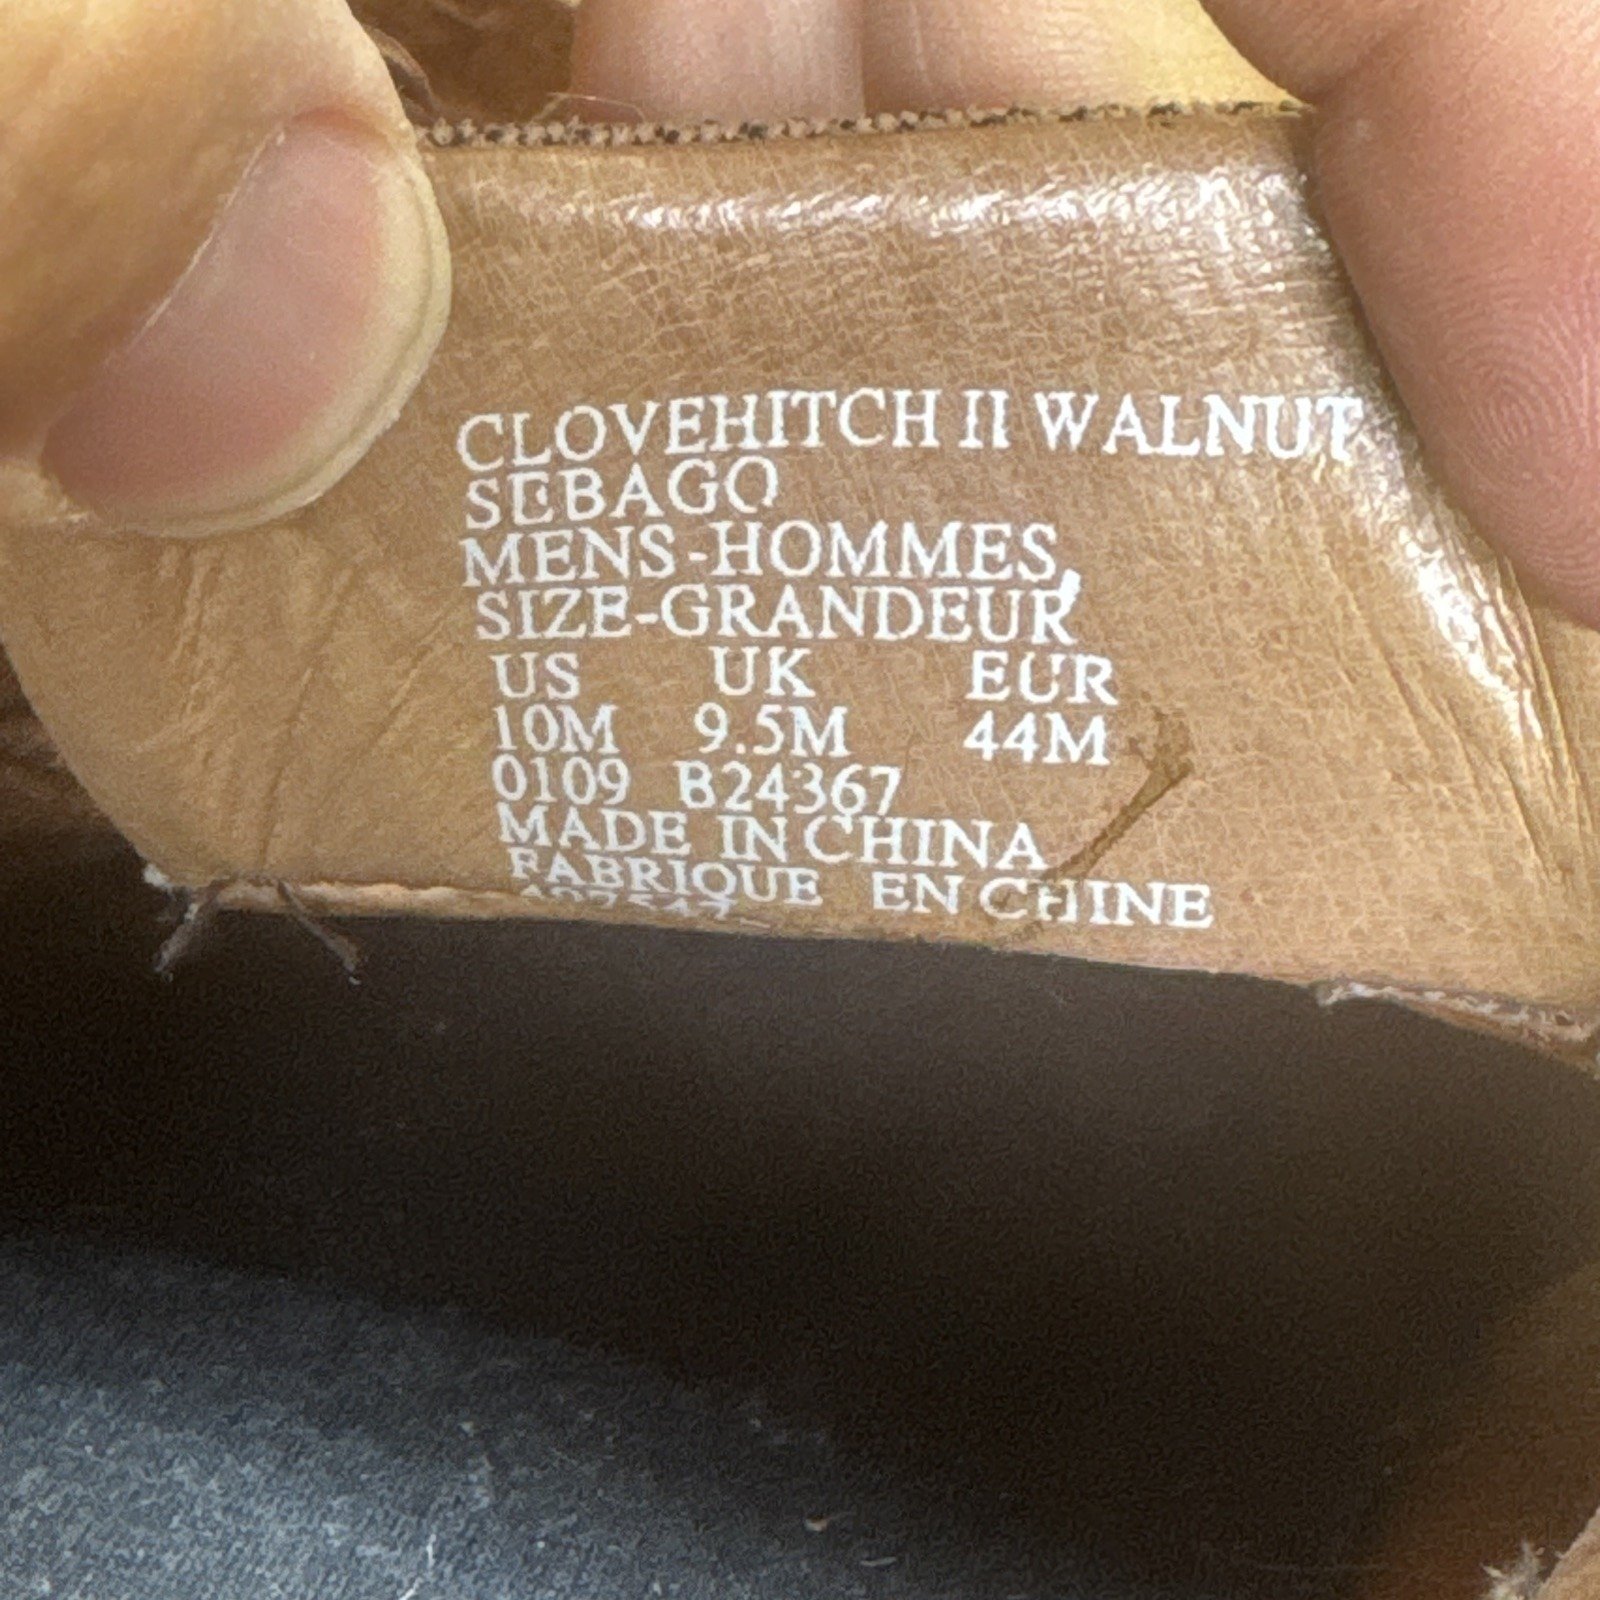 CLOVEHITCH II WALNUT
SEBAGO
MENS-HOMMES
SIZE-GRANDEUR
US UK EUR
10M 9.5M 44M
0109 B24367
MADE IN CHINA
FABRIQUE EN CHINE